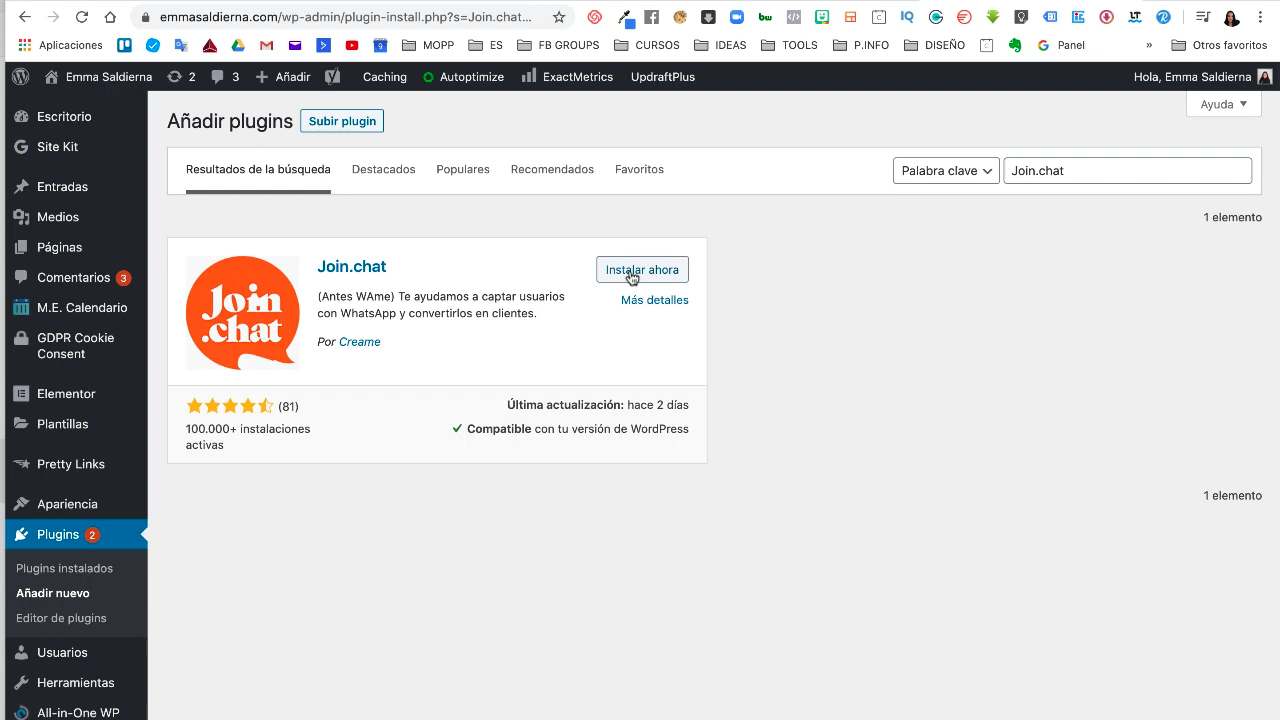 emmasaldierna.com/wp-admin/plugin-install.php?s=Join.chat...
Aplicaciones
MOPP
ES
FB GROUPS
CURSOS
IDEAS
TOOLS
P.INFO
DISEÑO
Panel
»
Otros favoritos
Emma Saldierna
2
3
Añadir
Caching
Autoptimize
ExactMetrics
UpdraftPlus
Hola, Emma Saldierna
Escritorio
Site Kit
Entradas
Medios
Páginas
Comentarios 3
M.E. Calendario
GDPR Cookie
Consent
Elementor
Plantillas
Pretty Links
Apariencia
Plugins 2
Plugins instalados
Añadir nuevo
Editor de plugins
Usuarios
Herramientas
All-in-One WP
Ayuda
Añadir plugins
Subir plugin
Resultados de la búsqueda
Destacados
Populares
Recomendados
Favoritos
Palabra clave
Join.chat
1 elemento
Join
.chat
Join.chat
Instalar ahora
Más detalles
(Antes WAme) Te ayudamos a captar usuarios
con WhatsApp y convertirlos en clientes.
Por Creame
(81)
100.000+ instalaciones
activas
Última actualización: hace 2 días
Compatible con tu versión de WordPress
1 elemento